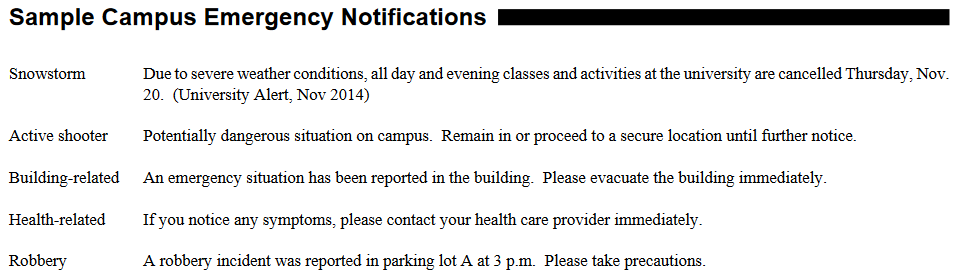 Sample Campus Emergency Notifications
Snowstorm Due to severe weather conditions, all day and evening classes and activities at the university are cancelled Thursday, Nov.
20. (University Alert, Nov 2014)
Active shooter Potentially dangerous situation on campus. Remain in or proceed to a secure location until further notice.
Building-related An emergency situation has been reported in the building. Please evacuate the building immediately.
Health-related If you notice any symptoms, please contact your health care provider immediately.
Robbery A robbery incident was reported in parking lot A at 3 p.m. Please take precautions.